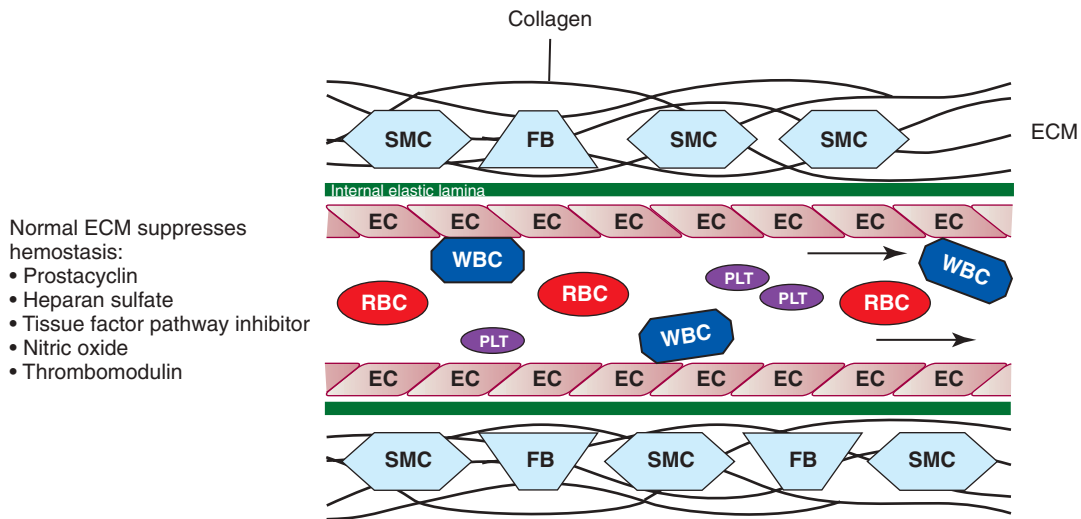 Collagen
SMC FB SMC SMC
ECM
Internal elastic lamina
EC EC EC EC EC EC EC EC
Normal ECM suppresses
hemostasis:
• Prostacyclin
• Heparan sulfate
• Tissue factor pathway inhibitor
• Nitric oxide
• Thrombomodulin
WBC WBC
PLT
RBC RBC PLT RBC
PLT WBC
EC EC EC EC EC EC EC EC
SMC FB SMC FB SMC